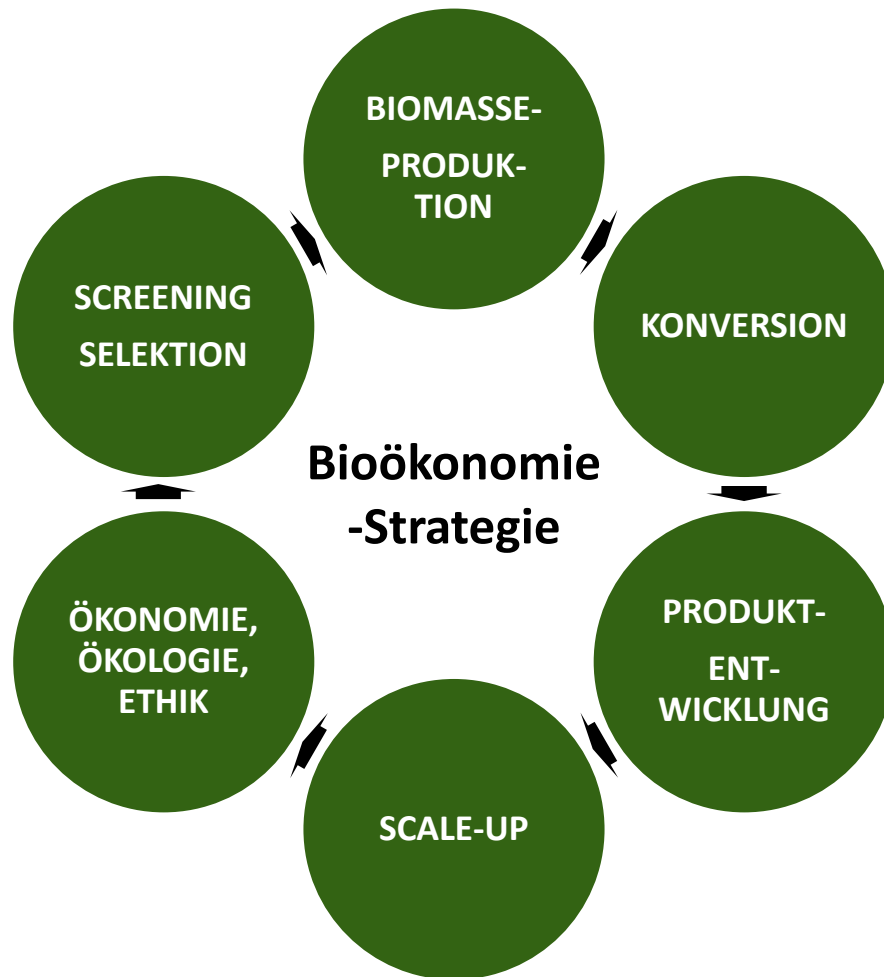 BIOMASSE-
PRODUK-
TION
KONVERSION
PRODUKT-
ENT-
WICKLUNG
SCALE-UP
ÖKONOMIE,
ÖKOLOGIE,
ETHIK
SCREENING
SELEKTION
Bioökonomie
-Strategie